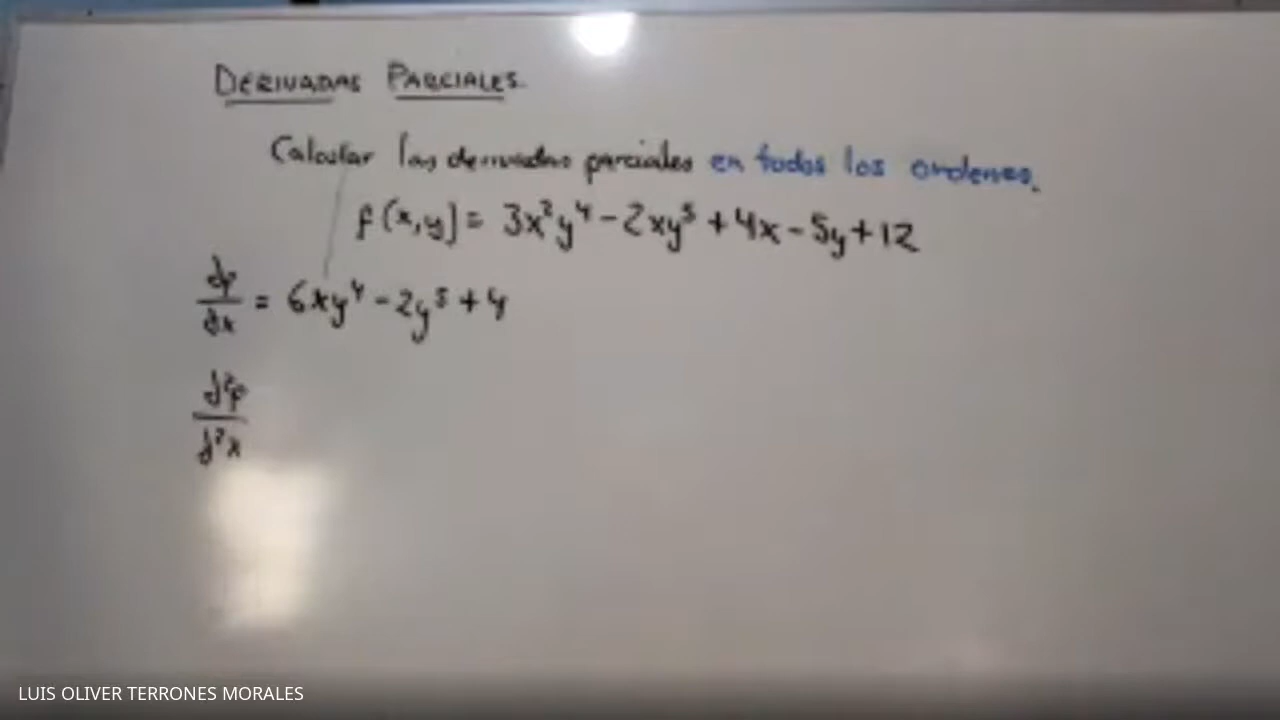 DERIVADAS PARCIALES.
Calcular las derivadas parciales en todos los ordenes.
f(x,y) = 3x²y⁴ - 2xy⁵ + 4x - 5y + 12
∂f/∂x = 6xy⁴ - 2y⁵ + 4
∂²f/∂²x
LUIS OLIVER TERRONES MORALES